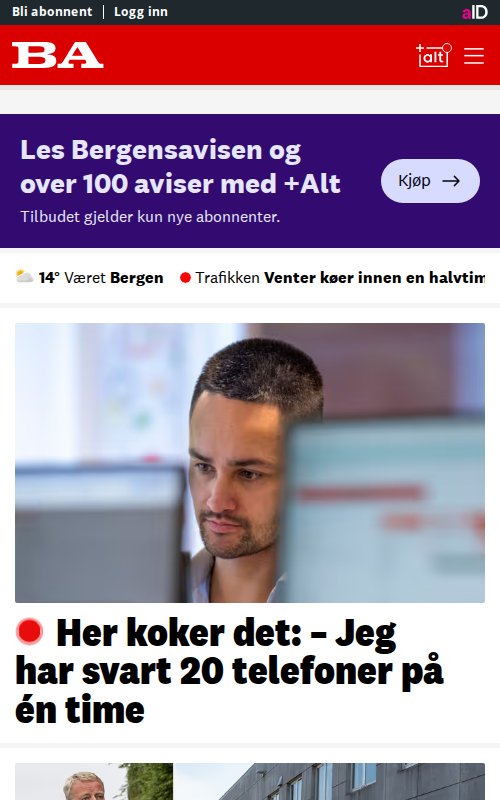 Bli abonnent | Logg inn
aID
BA
+alt
Les Bergensavisen og
over 100 aviser med +Alt
Tilbudet gjelder kun nye abonnenter.
Kjøp →
14° Været Bergen
Trafikken Venter køer innen en halvtim
Her koker det: – Jeg
har svart 20 telefoner på
én time